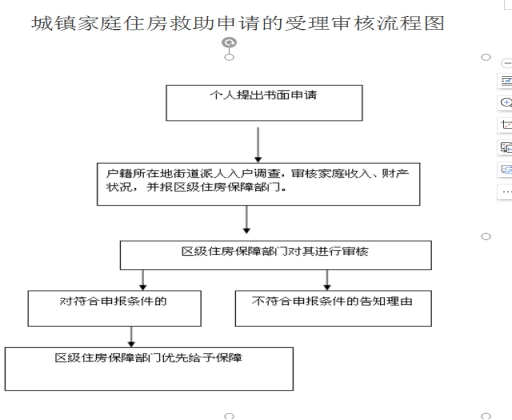 城镇家庭住房救助申请的受理审核流程图
个人提出书面申请
户籍所在地街道派人入户调查，审核家庭收入、财产
状况，并报区级住房保障部门。
区级住房保障部门对其进行审核
对符合申报条件的
不符合申报条件的告知理由
区级住房保障部门优先给予保障